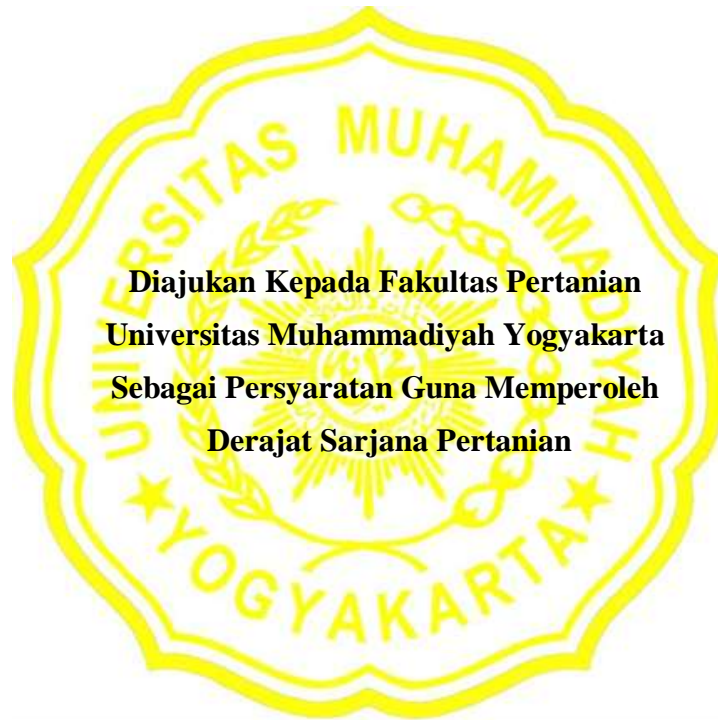 UNIVERSITAS MUHAMMADIYAH
Diajukan Kepada Fakultas Pertanian
Universitas Muhammadiyah Yogyakarta
Sebagai Persyaratan Guna Memperoleh
Derajat Sarjana Pertanian
★ YOGYAKARTA ★